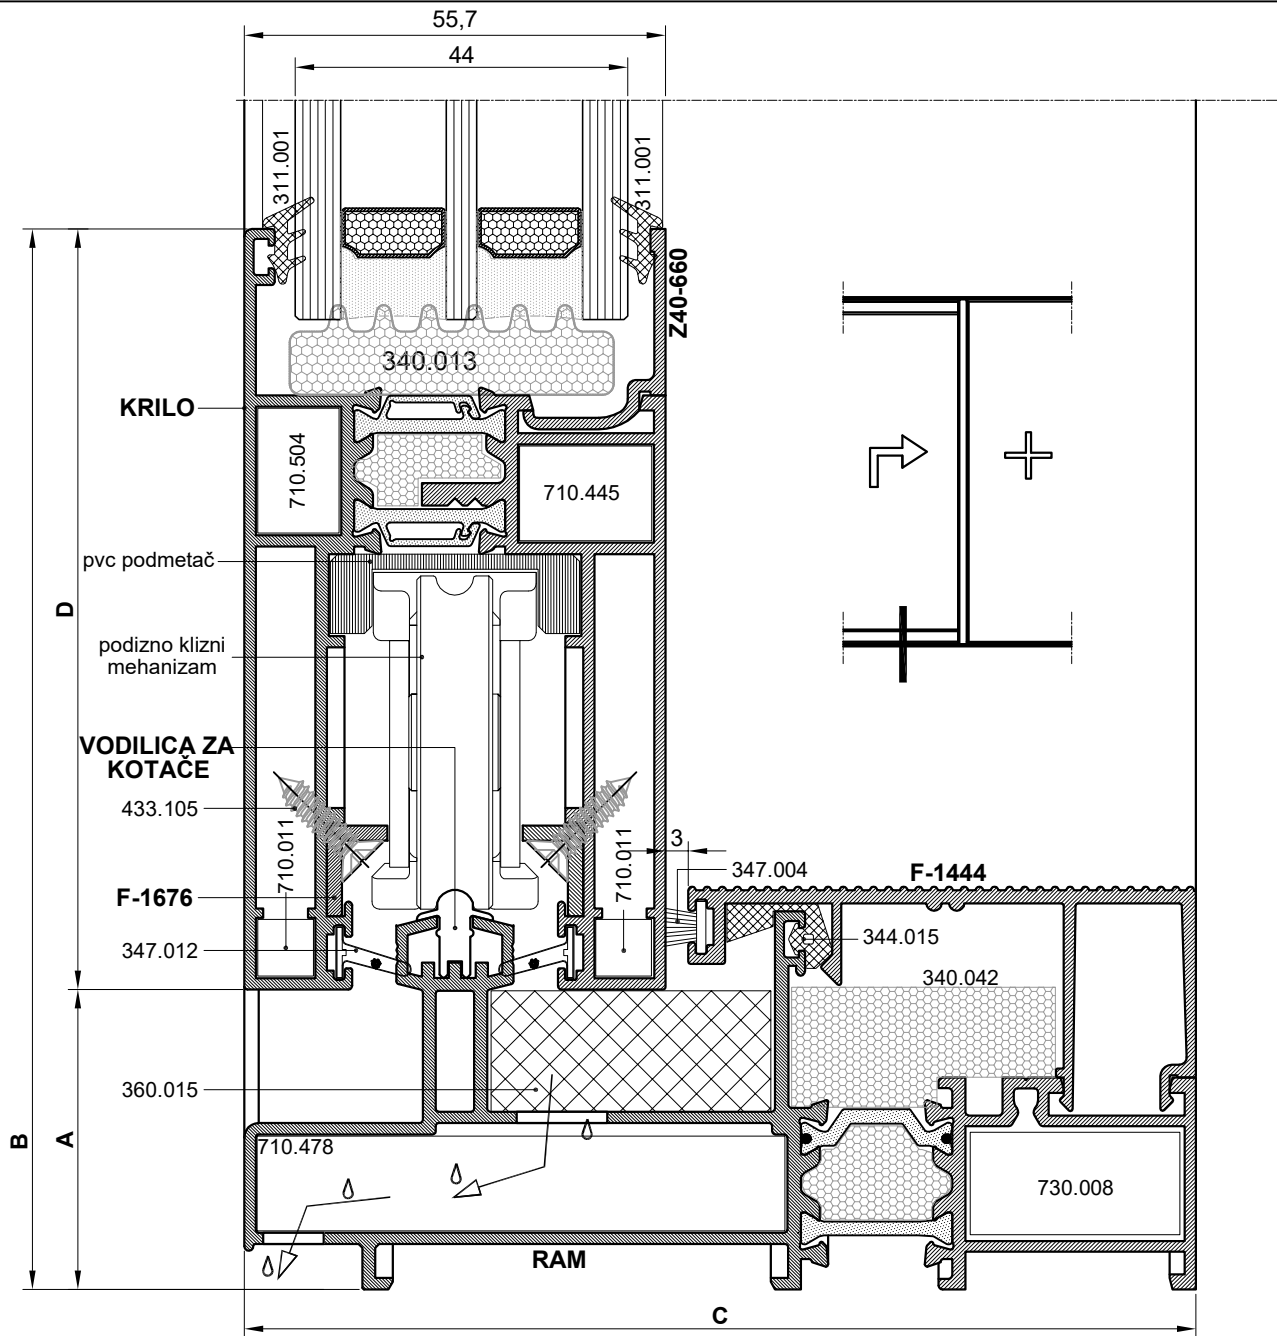 55,7
44
311.001
311.001
Z40-660
340.013
KRILO
710.504
710.445
pvc podmetač
D
podizno klizni
mehanizam
VODILICA ZA
KOTAČE
433.105
710.011
710.011
3
347.004
F-1444
F-1676
347.012
344.015
340.042
360.015
B
A
710.478
730.008
RAM
C